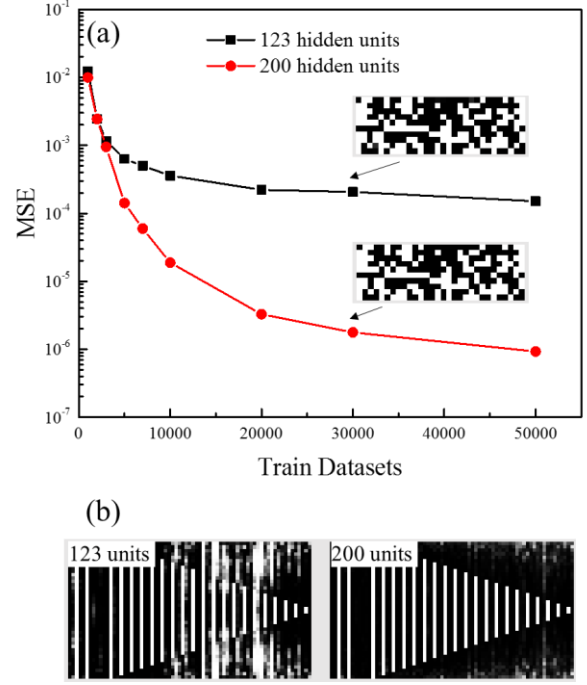 (a)
123 hidden units
200 hidden units
10⁻¹
10⁻²
10⁻³
10⁻⁴
10⁻⁵
10⁻⁶
10⁻⁷
MSE
0 10000 20000 30000 40000 50000
Train Datasets
(b)
123 units 200 units